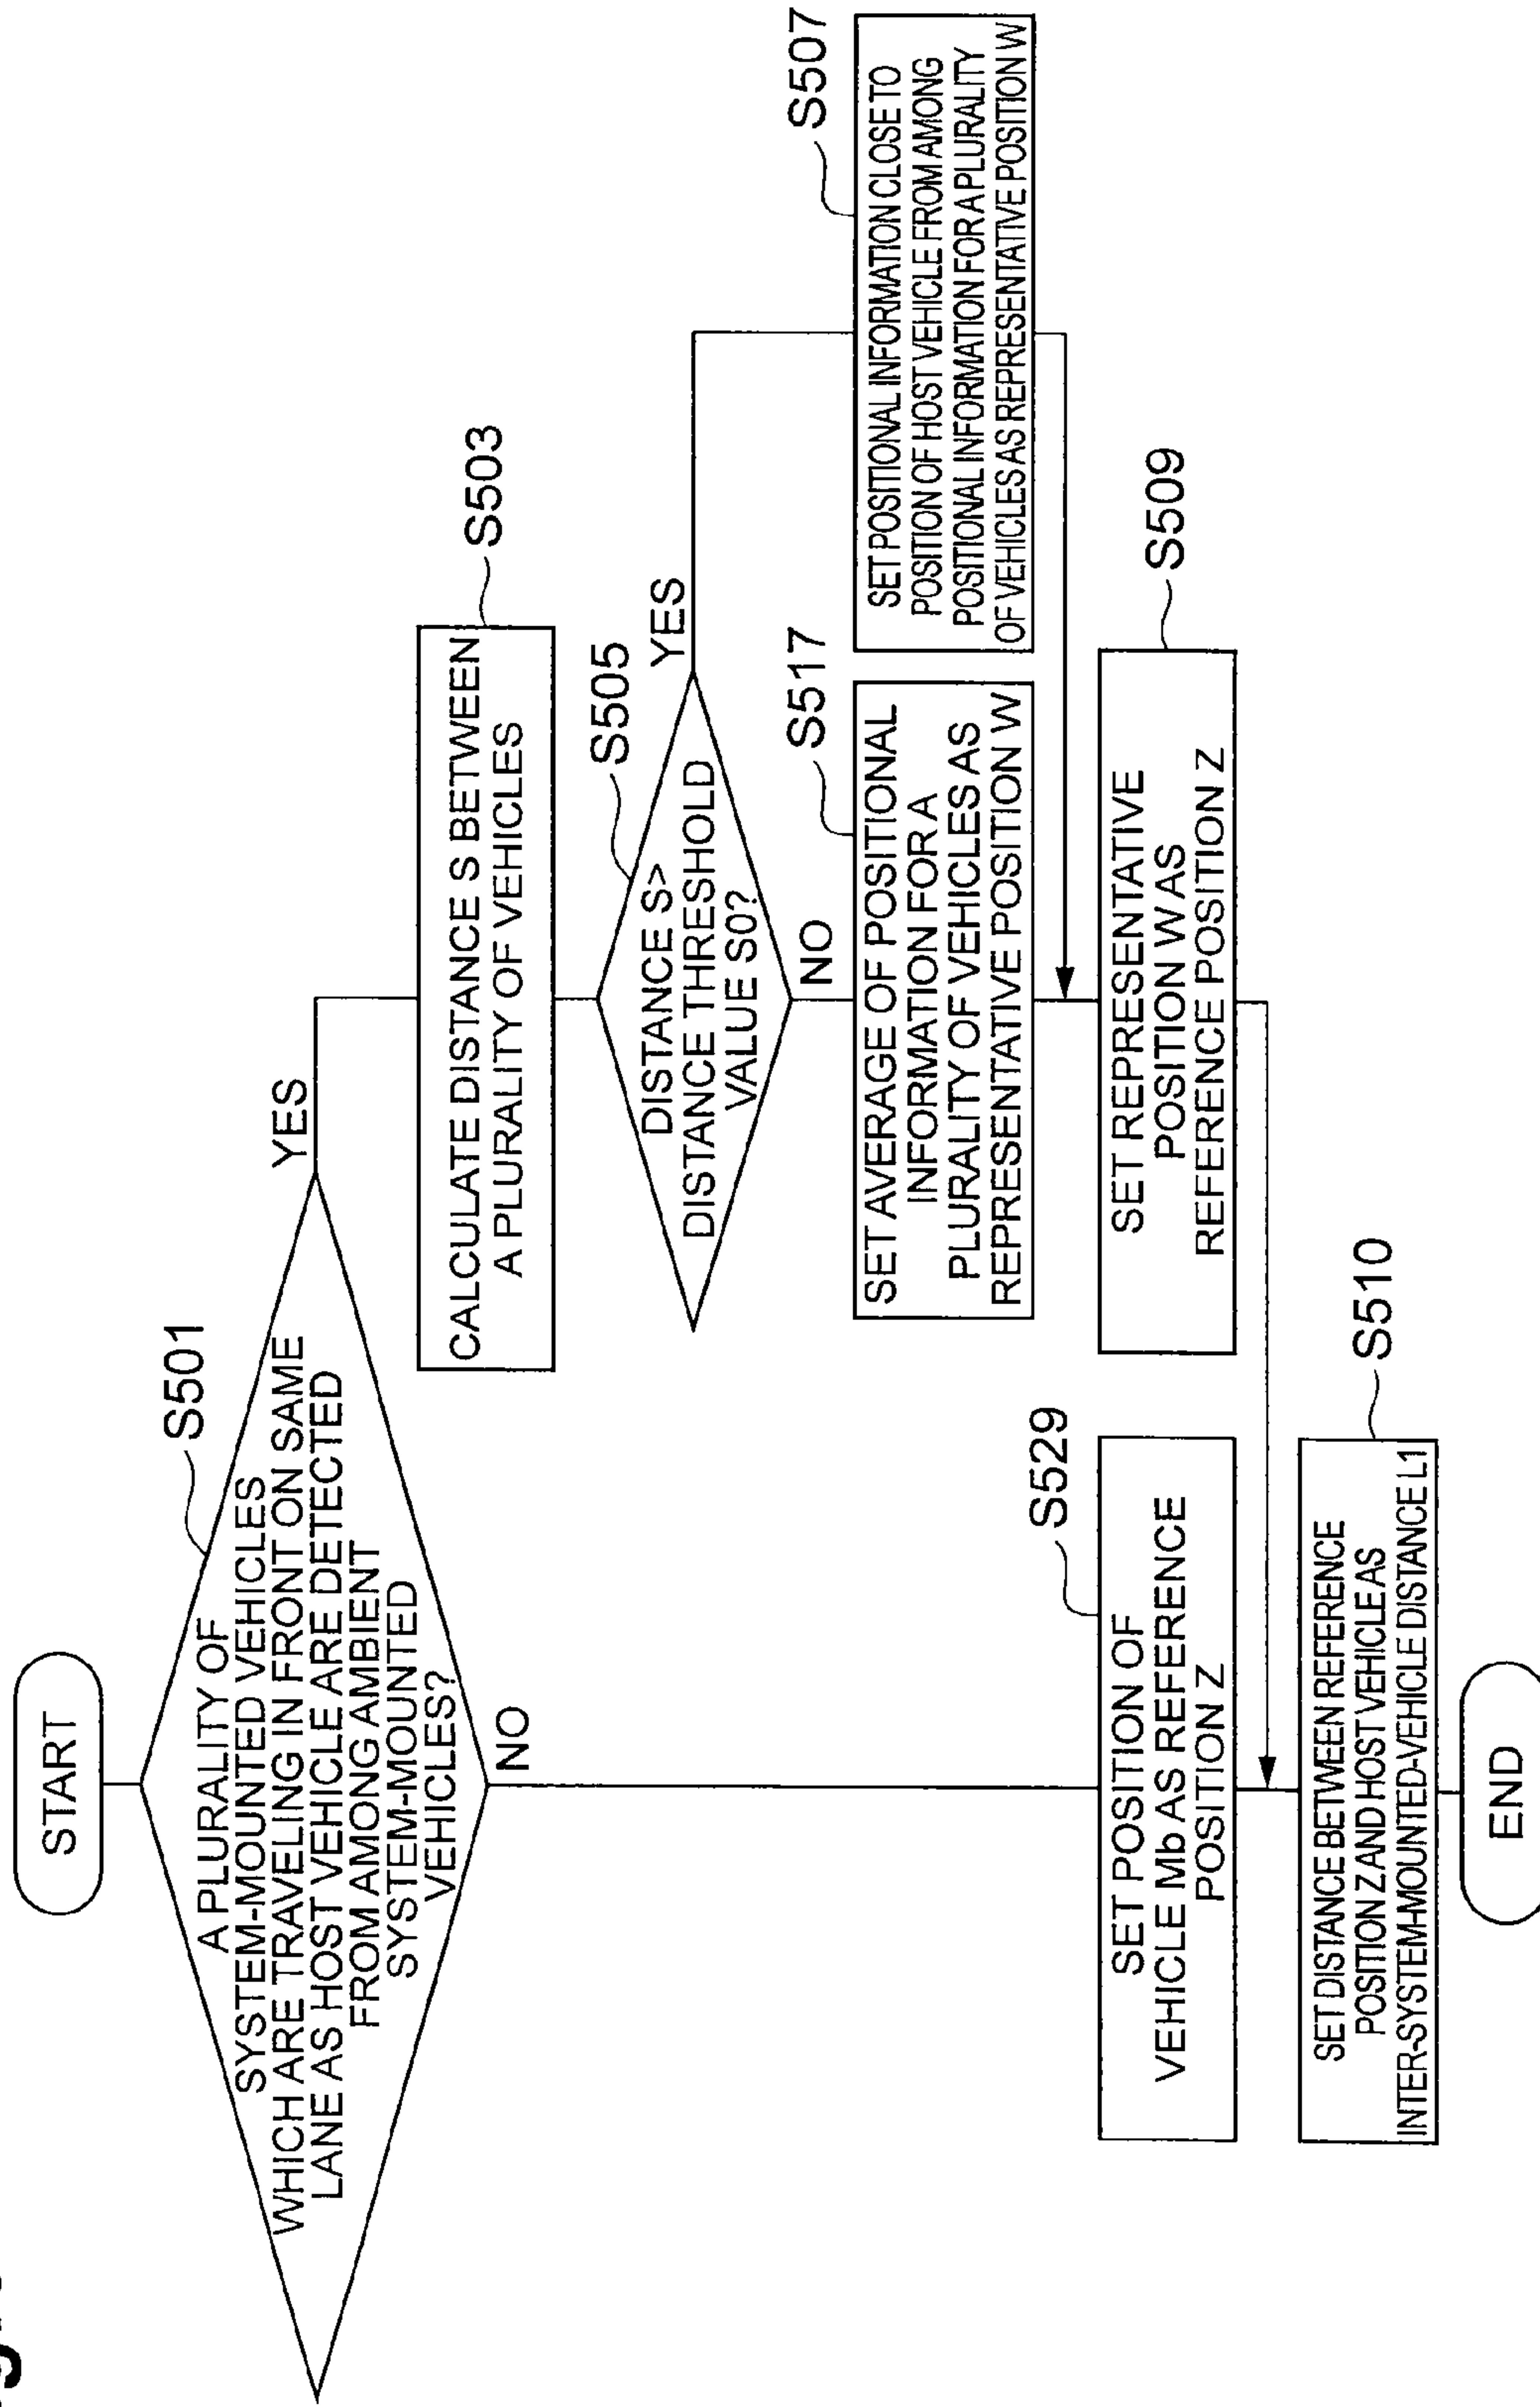 START
S501
A PLURALITY OF
SYSTEM-MOUNTED VEHICLES
WHICH ARE TRAVELING IN FRONT ON SAME
LANE AS HOST VEHICLE ARE DETECTED
FROM AMONG AMBIENT
SYSTEM-MOUNTED
VEHICLES?
YES
NO
S503
CALCULATE DISTANCE S BETWEEN
A PLURALITY OF VEHICLES
S505
DISTANCE S>
DISTANCE THRESHOLD
VALUE S0?
YES
NO
S517
SET AVERAGE OF POSITIONAL
INFORMATION FOR A
PLURALITY OF VEHICLES AS
REPRESENTATIVE POSITION W
S507
SET POSITIONAL INFORMATION CLOSE TO
POSITION OF HOST VEHICLE FROM AMONG
POSITIONAL INFORMATION FOR A PLURALITY
OF VEHICLES AS REPRESENTATIVE POSITION W
S529
SET POSITION OF
VEHICLE Mb AS REFERENCE
POSITION Z
S509
SET REPRESENTATIVE
POSITION W AS
REFERENCE POSITION Z
S510
SET DISTANCE BETWEEN REFERENCE
POSITION Z AND HOST VEHICLE AS
INTER-SYSTEM-MOUNTED-VEHICLE DISTANCE L1
END